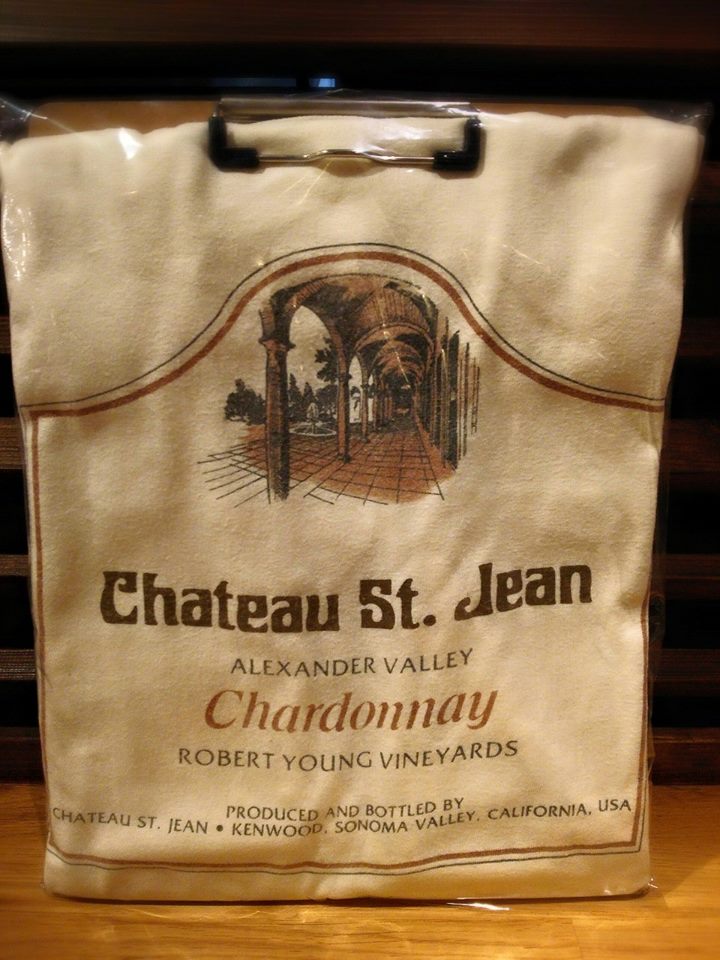 Chateau St. Jean
ALEXANDER VALLEY
Chardonnay
ROBERT YOUNG VINEYARDS
PRODUCED AND BOTTLED BY
CHATEAU ST. JEAN • KENWOOD, SONOMA VALLEY, CALIFORNIA, USA